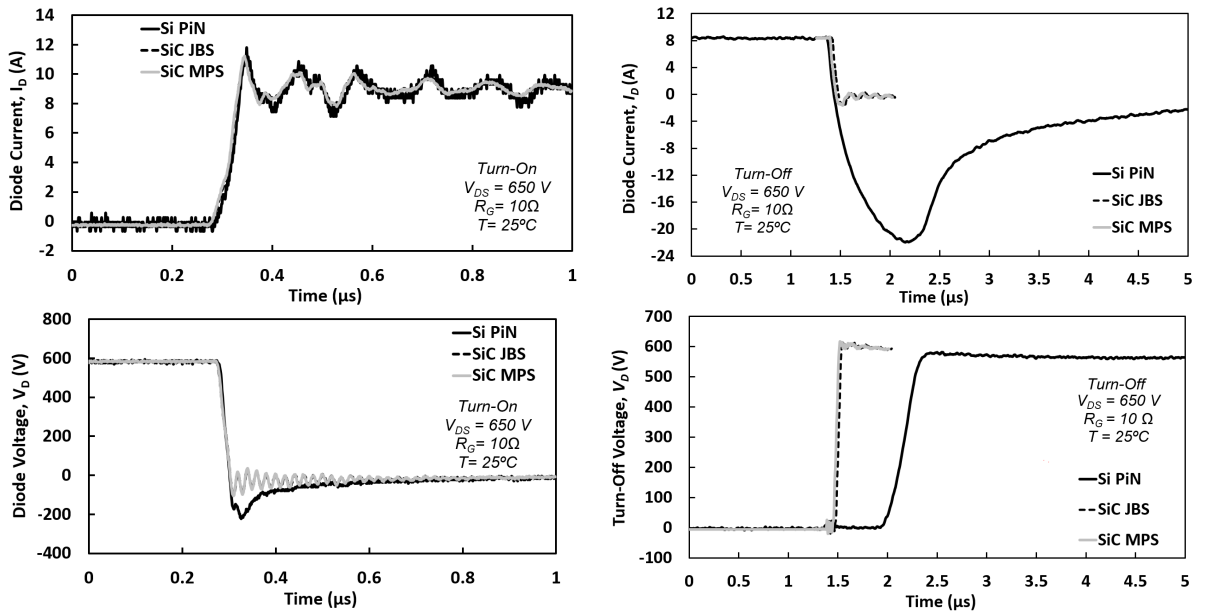 Diode Current, I_D (A)
14
12
10
8
6
4
2
0
-2
Si PiN
SiC JBS
SiC MPS
Turn-On
V_DS = 650 V
R_G= 10Ω
T= 25ºC
0 0.2 0.4 0.6 0.8 1
Time (μs)
Diode Current, I_D (A)
12
8
4
0
-4
-8
-12
-16
-20
-24
Turn-Off
V_DS = 650 V
R_G= 10Ω
T= 25ºC
Si PiN
SiC JBS
SiC MPS
0 0.5 1 1.5 2 2.5 3 3.5 4 4.5 5
Time (μs)
Diode Voltage, V_D (V)
800
600
400
200
0
-200
-400
Si PiN
SiC JBS
SiC MPS
Turn-On
V_DS = 650 V
R_G= 10Ω
T= 25ºC
0 0.2 0.4 0.6 0.8 1
Time (μs)
Turn-Off Voltage, V_D (V)
700
600
500
400
300
200
100
0
-100
Turn-Off
V_DS = 650 V
R_G = 10 Ω
T = 25ºC
Si PiN
SiC JBS
SiC MPS
0 0.5 1 1.5 2 2.5 3 3.5 4 4.5 5
Time (μs)